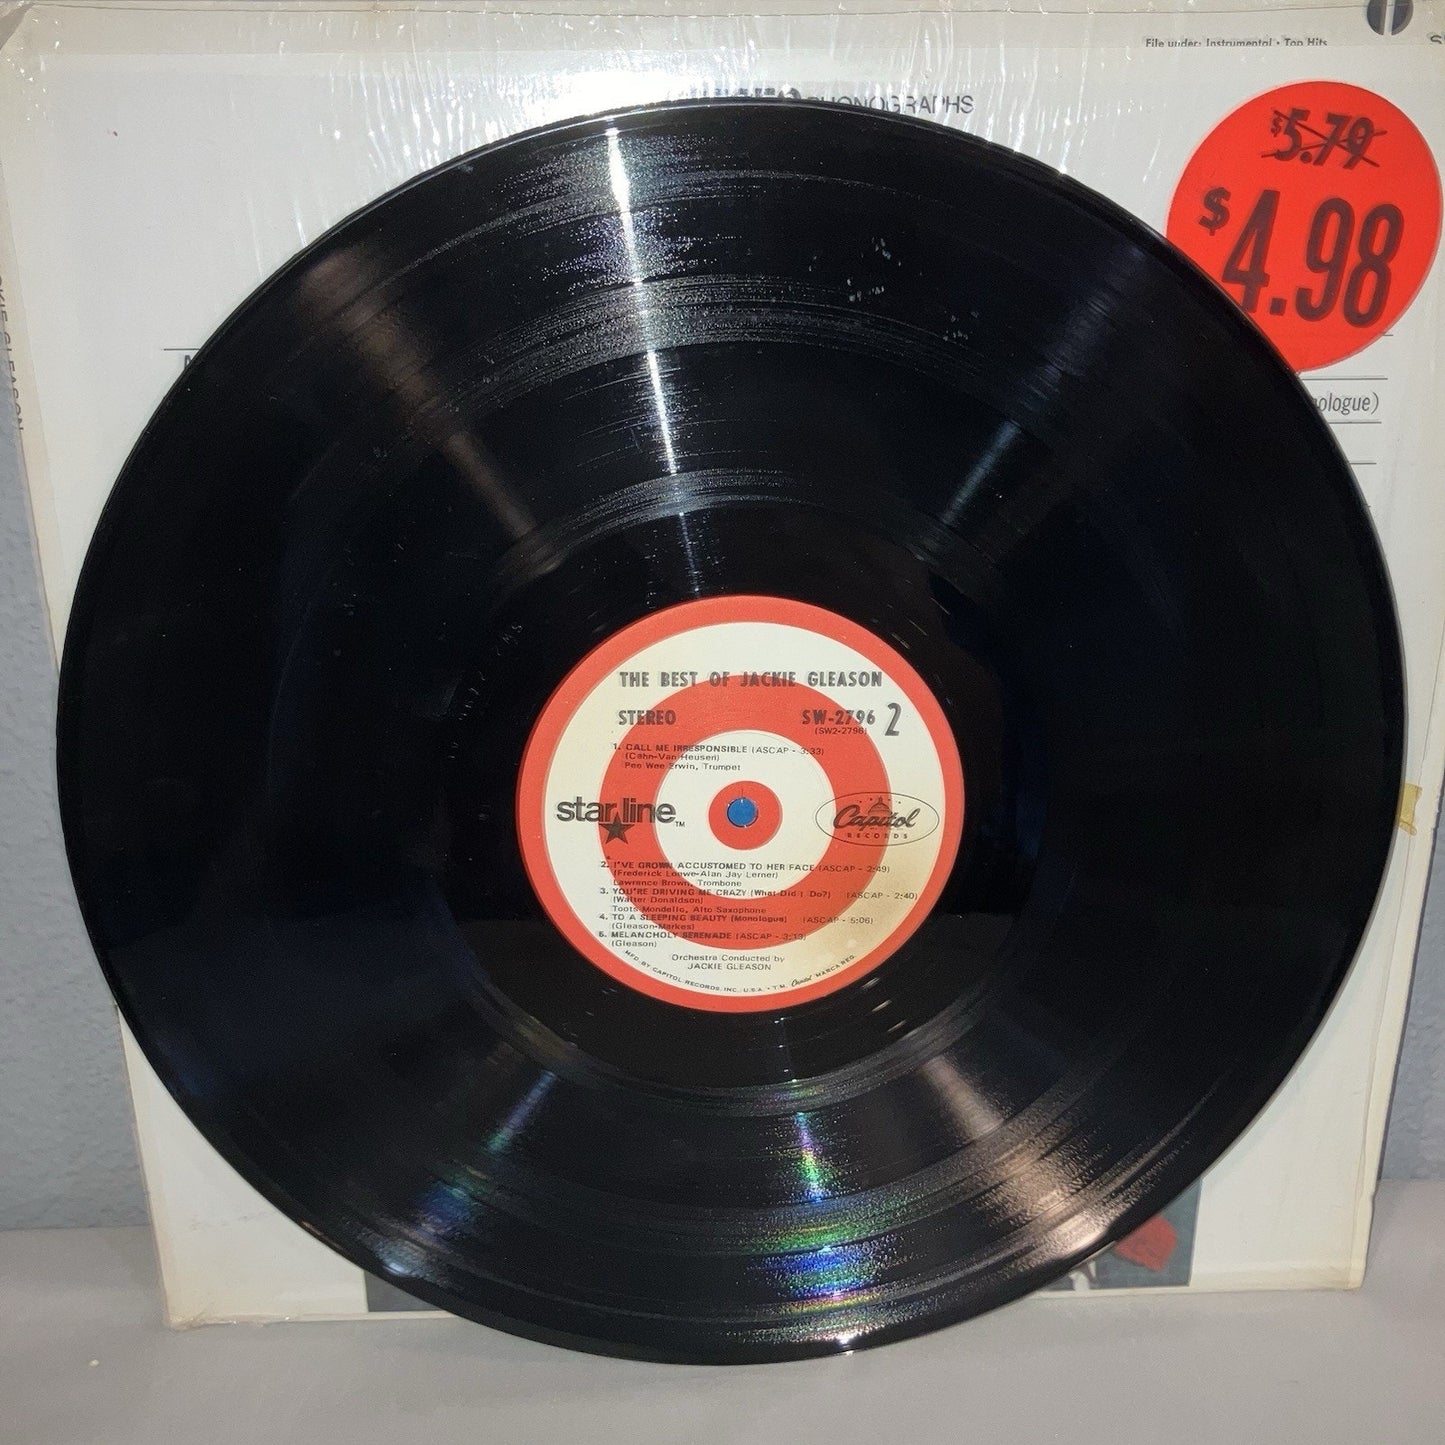 File under: Instrumental • Top Hits
PHONOGRAPHS
$5.79
$4.98
nologue)
THE BEST OF JACKIE GLEASON
STEREO SW-2796 2
(SW2-2796)
1. CALL ME IRRESPONSIBLE (ASCAP - 3:33)
(Cahn-Van Heusen)
Pee Wee Erwin, Trumpet
starline TM
Capitol
RECORDS
2. I'VE GROWN ACCUSTOMED TO HER FACE (ASCAP - 2:49)
(Frederick Loewe-Alan Jay Lerner)
Lawrence Brown, Trombone
3. YOU'RE DRIVING ME CRAZY (What Did I Do?) (ASCAP - 2:40)
(Walter Donaldson)
Toots Mondello, Alto Saxophone
4. TO A SLEEPING BEAUTY (Monologue) (ASCAP - 5:06)
(Gleason-Markes)
5. MELANCHOLY SERENADE (ASCAP - 3:13)
(Gleason)
Orchestra Conducted by
JACKIE GLEASON
MFD. BY CAPITOL RECORDS, INC., U.S.A. • T.M. Capitol MARCA REG.
KIE GLEASON